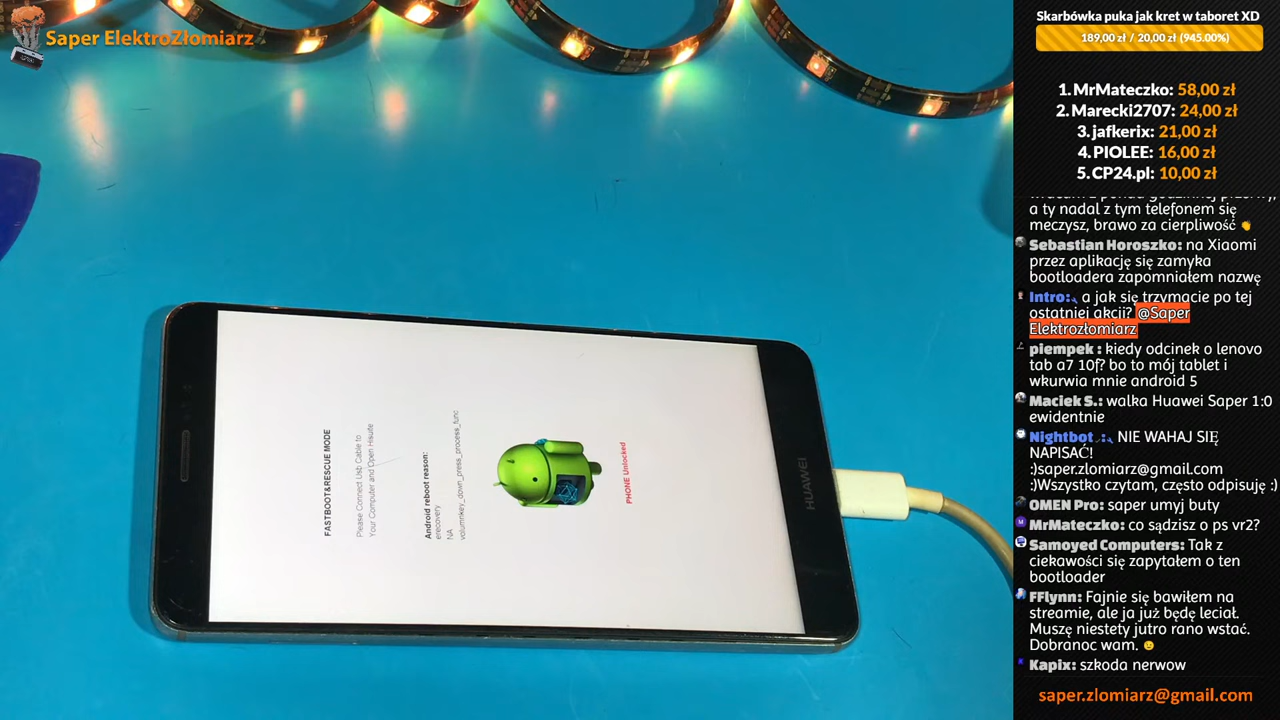 Saper ElektroZłomiarz
FASTBOOT&RESCUE MODE
Please Connect Usb Cable to
Your Computer and Open Hisuite
Android reboot reason:
erecovery
NA
volumnkey_down_press_process_func
PHONE Unlocked
HUAWEI
Skarbówka puka jak kret w taboret XD
189,00 zł / 20,00 zł (945.00%)
1. MrMateczko: 58,00 zł
2. Marecki2707: 24,00 zł
3. jafkerix: 21,00 zł
4. PIOLEE: 16,00 zł
5. CP24.pl: 10,00 zł
a ty nadal z tym telefonem się
meczysz, brawo za cierpliwość
Sebastian Horoszko: na Xiaomi
przez aplikację się zamyka
bootloadera zapomniałem nazwę
Intro: a jak się trzymacie po tej
ostatniej akcii? @Saper
Elektrozłomiarz
piempek : kiedy odcinek o lenovo
tab a7 10f? bo to mój tablet i
wkurwia mnie android 5
Maciek S.: walka Huawei Saper 1:0
ewidentnie
Nightbot : NIE WAHAJ SIĘ
NAPISAĆ!
:)saper.zlomiarz@gmail.com
:)Wszystko czytam, często odpisuję :)
OMEN Pro: saper umyj buty
MrMateczko: co sądzisz o ps vr2?
Samoyed Computers: Tak z
ciekawości się zapytałem o ten
bootloader
FFlynn: Fajnie się bawiłem na
streamie, ale ja już będę leciał.
Muszę niestety jutro rano wstać.
Dobranoc wam.
Kapix: szkoda nerwow
saper.zlomiarz@gmail.com